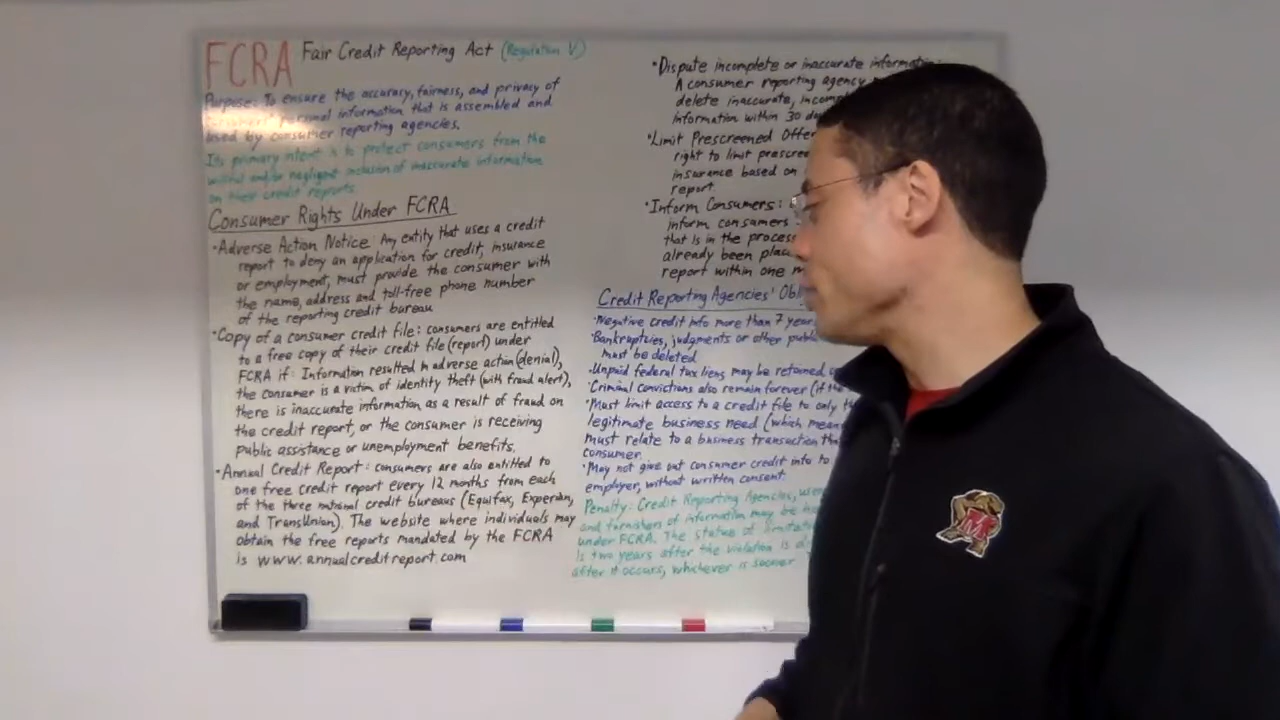 FCRA Fair Credit Reporting Act (Regulation V)
Purpose: To ensure the accuracy, fairness, and privacy of
consumers' personal information that is assembled and
used by consumer reporting agencies.
Its primary intent is to protect consumers from the
willful and/or negligent inclusion of inaccurate information
on their credit reports
Consumer Rights Under FCRA
•Adverse Action Notice: Any entity that uses a credit
report to deny an application for credit, insurance
or employment, must provide the consumer with
the name, address and toll-free phone number
of the reporting credit bureau
•Copy of a consumer credit file: consumers are entitled
to a free copy of their credit file (report) under
FCRA if: Information resulted in adverse action (denial),
the consumer is a victim of identity theft (with fraud alert),
there is inaccurate information as a result of fraud on
the credit report, or the consumer is receiving
public assistance or unemployment benefits.
•Annual Credit Report: consumers are also entitled to
one free credit report every 12 months from each
of the three national credit bureaus (Equifax, Experian,
and TransUnion). The website where individuals may
obtain the free reports mandated by the FCRA
is www.annualcreditreport.com
•Dispute incomplete or inaccurate
A consumer reporting agency
delete inaccurate,
information within 30
•Limit Prescreened
right to limit
insurance based on
report.
•Inform Consumers:
inform consumers
that is in the process
already been
report within one
Credit Reporting Agencies'
•Negative credit info more than 7
•Bankruptcies, judgments or other
must be deleted
•Unpaid federal tax liens may be retained
•Criminal convictions also remain forever (if
•Must limit access to a credit file to only
legitimate business need (which
must relate to a business transaction
consumer.
•May not give out consumer credit info to
employer, without written consent.
Penalty: Credit Reporting Agencies,
and furnishers of information may be
under FCRA. The statue of
is two years after the violation is
after it occurs, whichever is sooner
M